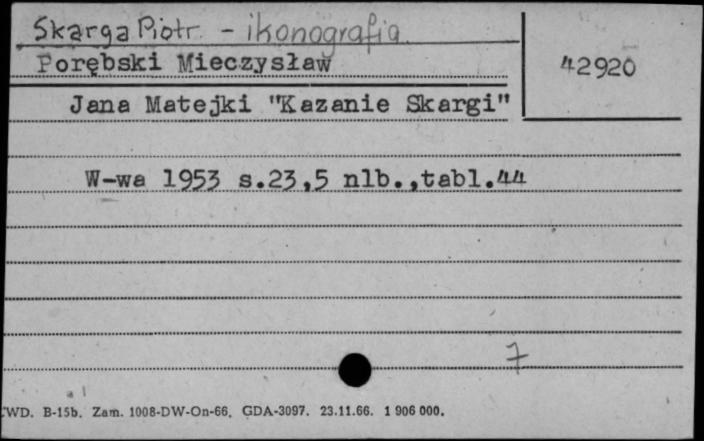 Skarga Piotr - ikonografia
Porębski Mieczysław
42920
Jana Matejki "Kazanie Skargi"
W-wa 1953 s.23,5 nlb.,tabl.44
7
WD. B-15b. Zam. 1008-DW-On-66. GDA-3097. 23.11.66. 1 906 000.